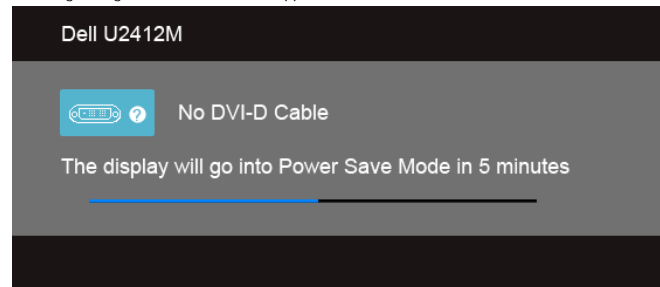 Dell U2412M
? No DVI-D Cable
The display will go into Power Save Mode in 5 minutes